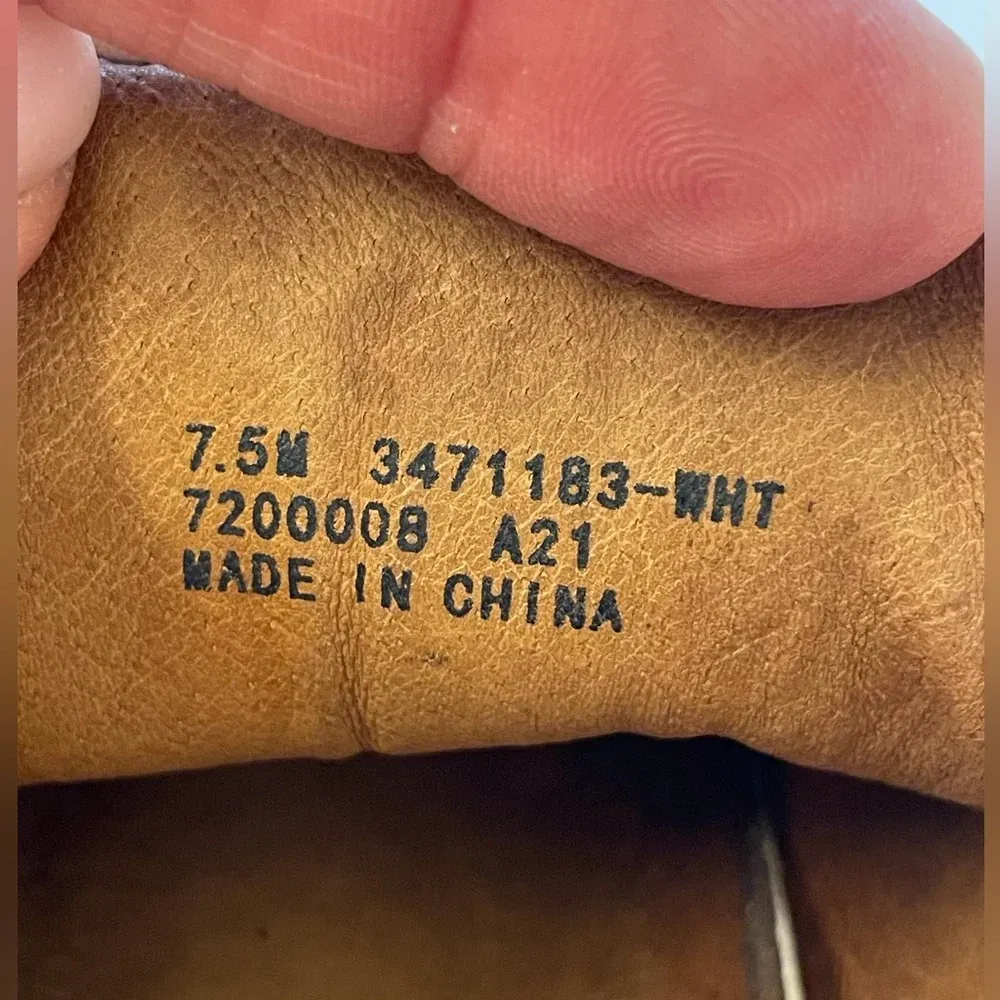 7.5M 3471183-WHT
7200008 A21
MADE IN CHINA